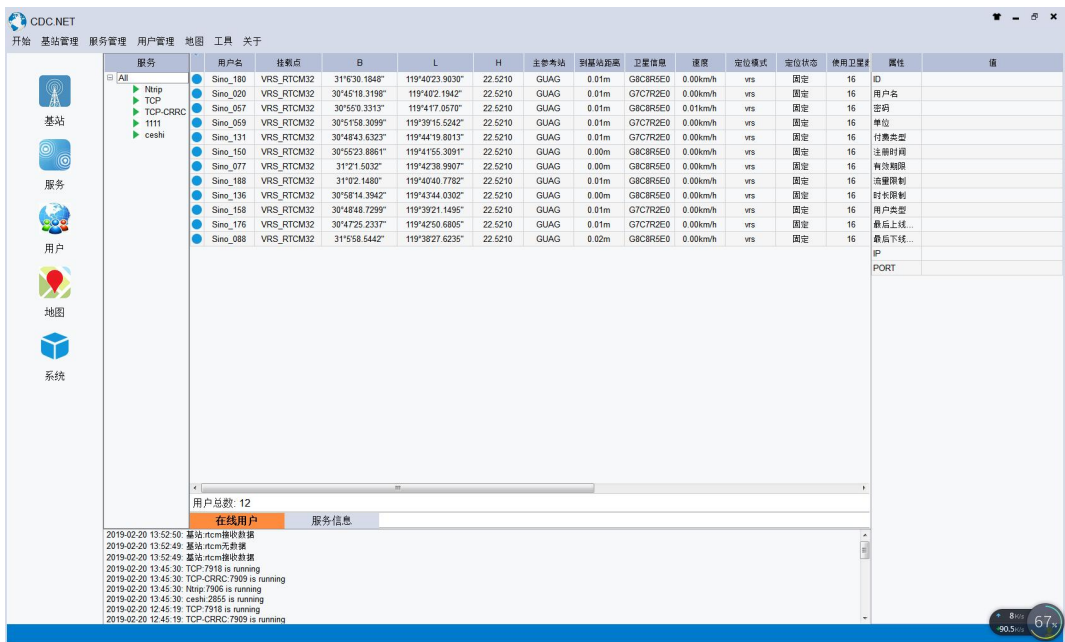 CDC.NET
开始 基站管理 服务管理 用户管理 地图 工具 关于
基站
服务
用户
地图
系统
服务
All
Ntrip
TCP
TCP-CRRC
1111
ceshi
用户名 挂载点 B L H 主参考站 到基站距离 卫星信息 速度 定位模式 定位状态 使用卫星
Sino_180 VRS_RTCM32 31°6'30.1848" 119°40'23.9030" 22.5210 GUAG 0.01m G8C8R5E0 0.00km/h vrs 固定 16
Sino_020 VRS_RTCM32 30°45'18.3198" 119°40'2.1942" 22.5210 GUAG 0.01m G7C7R2E0 0.00km/h vrs 固定 16
Sino_057 VRS_RTCM32 30°55'0.3313" 119°41'7.0570" 22.5210 GUAG 0.01m G8C8R5E0 0.01km/h vrs 固定 16
Sino_059 VRS_RTCM32 30°51'58.3099" 119°39'15.5242" 22.5210 GUAG 0.01m G7C7R2E0 0.00km/h vrs 固定 16
Sino_131 VRS_RTCM32 30°48'43.6323" 119°44'19.8013" 22.5210 GUAG 0.01m G7C7R2E0 0.00km/h vrs 固定 16
Sino_150 VRS_RTCM32 30°55'23.8861" 119°41'55.3091" 22.5210 GUAG 0.00m G8C8R5E0 0.00km/h vrs 固定 16
Sino_077 VRS_RTCM32 31°2'1.5032" 119°42'38.9907" 22.5210 GUAG 0.00m G8C8R5E0 0.00km/h vrs 固定 16
Sino_188 VRS_RTCM32 31°0'2.1480" 119°40'40.7782" 22.5210 GUAG 0.01m G8C8R5E0 0.00km/h vrs 固定 16
Sino_136 VRS_RTCM32 30°58'14.3942" 119°43'44.0302" 22.5210 GUAG 0.00m G8C8R5E0 0.00km/h vrs 固定 16
Sino_158 VRS_RTCM32 30°48'48.7299" 119°39'21.1495" 22.5210 GUAG 0.01m G7C7R2E0 0.00km/h vrs 固定 16
Sino_176 VRS_RTCM32 30°47'25.2337" 119°42'50.6805" 22.5210 GUAG 0.01m G7C7R2E0 0.00km/h vrs 固定 16
Sino_088 VRS_RTCM32 31°5'58.5442" 119°38'27.6235" 22.5210 GUAG 0.02m G8C8R5E0 0.00km/h vrs 固定 16
用户总数: 12
在线用户 服务信息
属性 值
ID
用户名
密码
单位
付费类型
注册时间
有效期限
流量限制
时长限制
用户类型
最后上线...
最后下线...
IP
PORT
2019-02-20 13:52:50: 基站:rtcm接收数据
2019-02-20 13:52:49: 基站:rtcm无数据
2019-02-20 13:52:49: 基站:rtcm接收数据
2019-02-20 13:45:30: TCP:7918 is running
2019-02-20 13:45:30: TCP-CRRC:7909 is running
2019-02-20 13:45:30: Ntrip:7906 is running
2019-02-20 13:45:30: ceshi:2855 is running
2019-02-20 12:45:19: TCP:7918 is running
2019-02-20 12:45:19: TCP-CRRC:7909 is running
8K/s
90.5K/s
67%